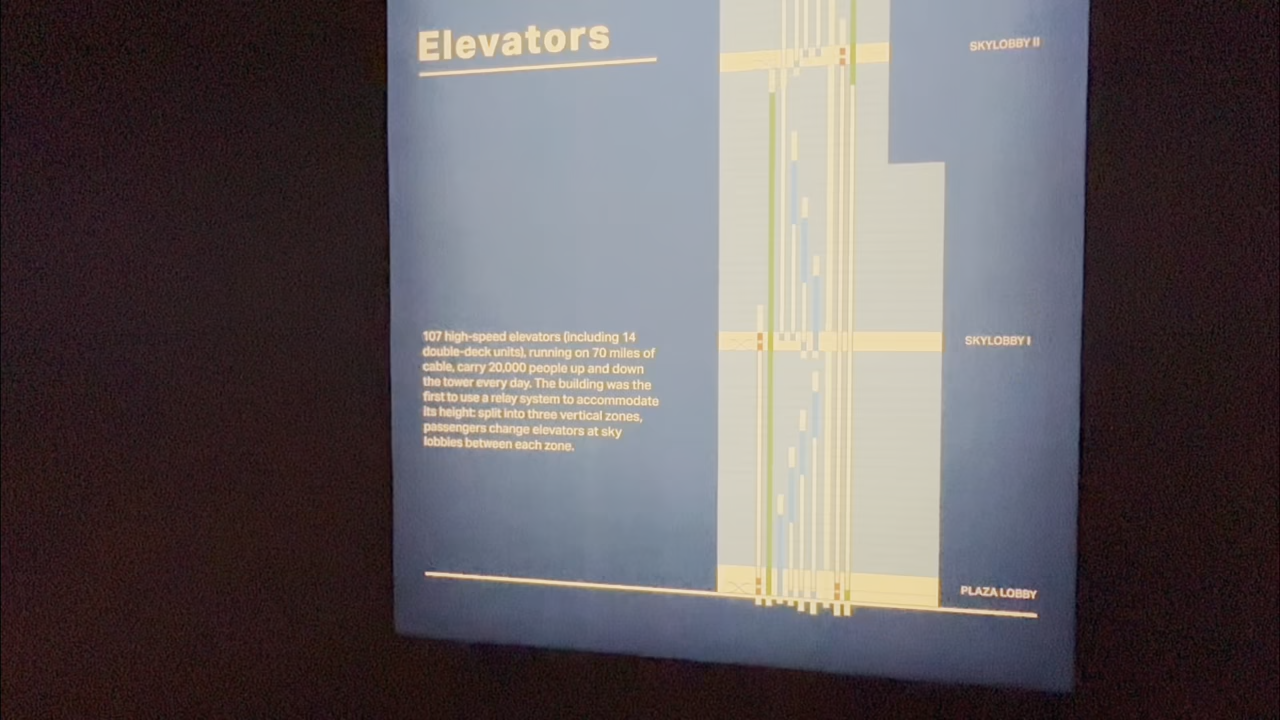 Elevators
SKYLOBBY II
SKYLOBBY I
107 high-speed elevators (including 14
double-deck units), running on 70 miles of
cable, carry 20,000 people up and down
the tower every day. The building was the
first to use a relay system to accommodate
its height: split into three vertical zones,
passengers change elevators at sky
lobbies between each zone.
PLAZA LOBBY